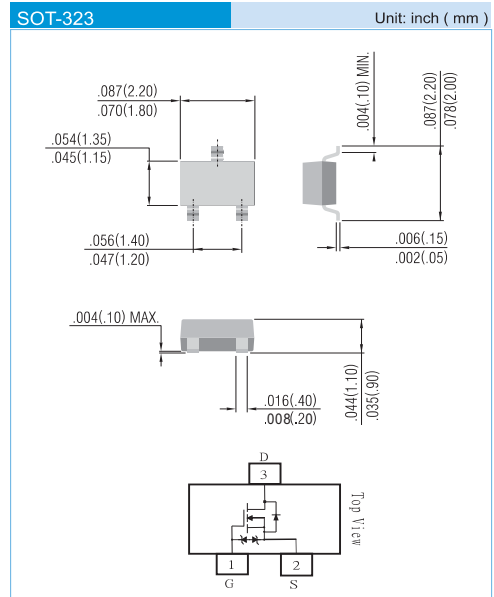 SOT-323
Unit: inch ( mm )
.087(2.20)
.070(1.80)
.054(1.35)
.045(1.15)
.056(1.40)
.047(1.20)
.004(.10) MIN.
.087(2.20)
.078(2.00)
.006(.15)
.002(.05)
.004(.10) MAX.
.016(.40)
.008(.20)
.044(1.10)
.035(.90)
D
3
Top View
1
2
G
S